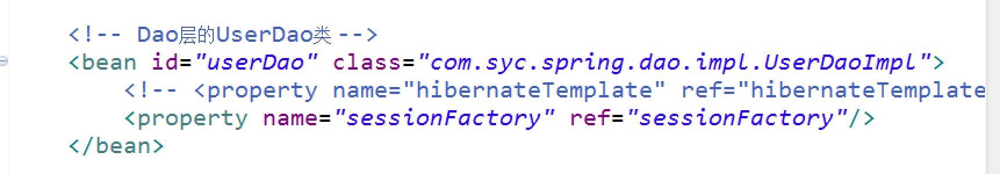 <!-- Dao层的UserDao类 -->
<bean id="userDao" class="com.syc.spring.dao.impl.UserDaoImpl">
<!-- <property name="hibernateTemplate" ref="hibernateTemplate
<property name="sessionFactory" ref="sessionFactory"/>
</bean>